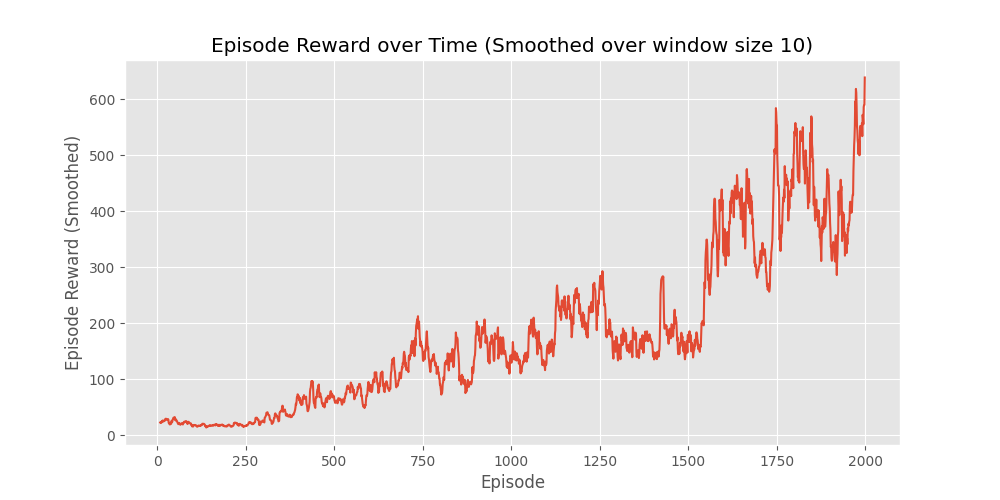 Episode Reward over Time (Smoothed over window size 10)
600
500
400
300
200
100
0
Episode Reward (Smoothed)
0 250 500 750 1000 1250 1500 1750 2000
Episode